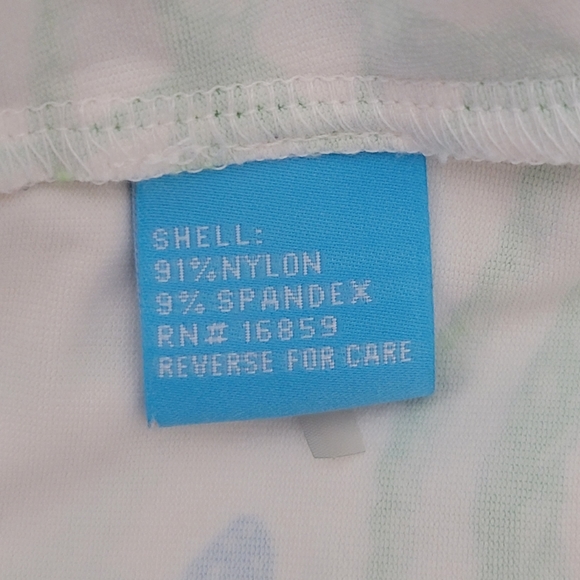 SHELL:
91% NYLON
9% SPANDEX
RN# 16859
REVERSE FOR CARE